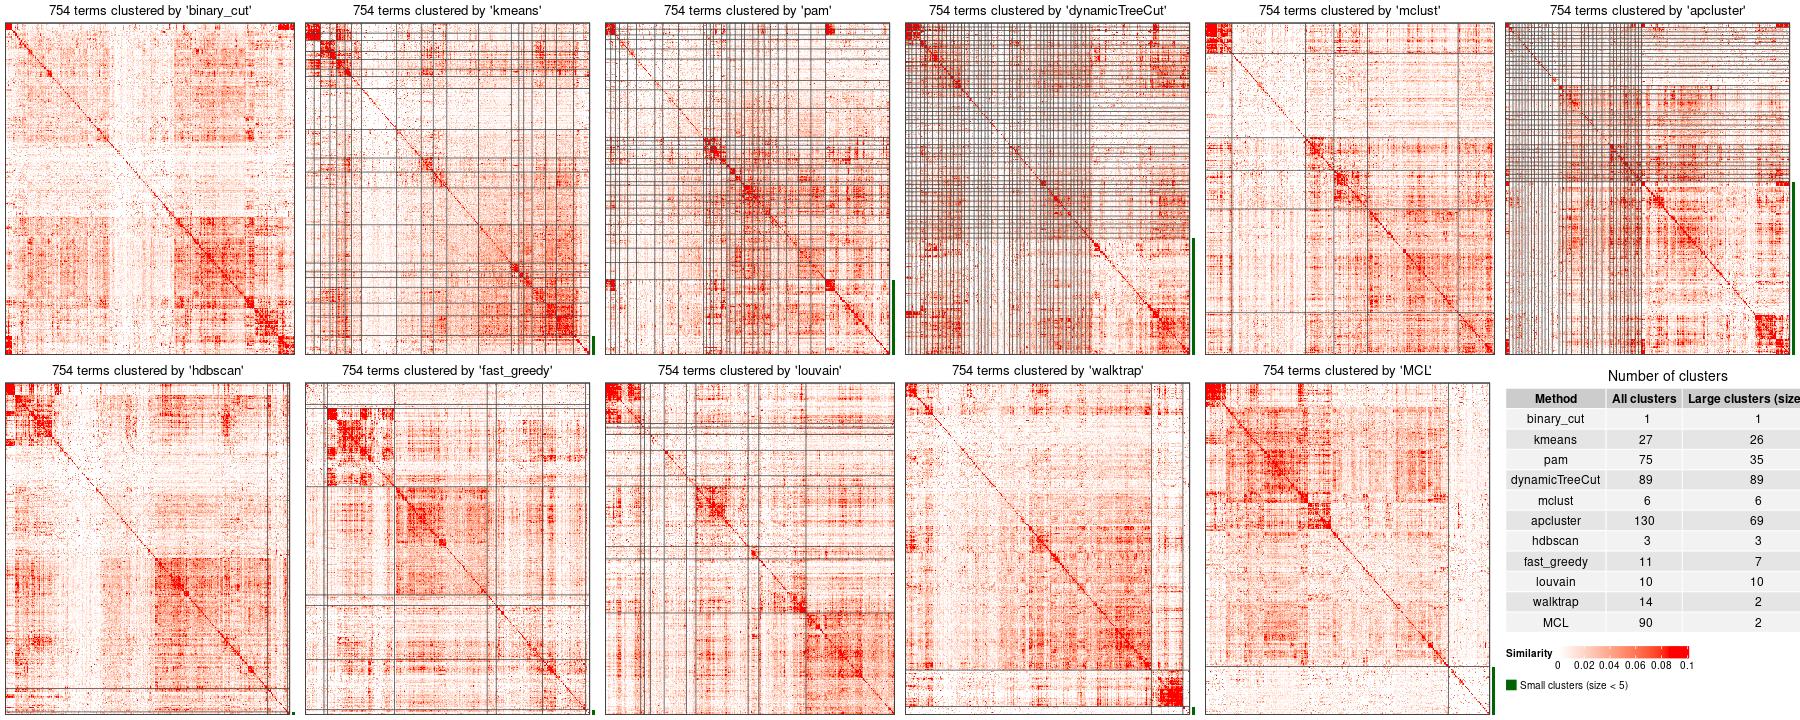 754 terms clustered by 'binary_cut'
754 terms clustered by 'kmeans'
754 terms clustered by 'pam'
754 terms clustered by 'dynamicTreeCut'
754 terms clustered by 'mclust'
754 terms clustered by 'apcluster'
754 terms clustered by 'hdbscan'
754 terms clustered by 'fast_greedy'
754 terms clustered by 'louvain'
754 terms clustered by 'walktrap'
754 terms clustered by 'MCL'
Number of clusters
Method All clusters Large clusters (size
binary_cut 1 1
kmeans 27 26
pam 75 35
dynamicTreeCut 89 89
mclust 6 6
apcluster 130 69
hdbscan 3 3
fast_greedy 11 7
louvain 10 10
walktrap 14 2
MCL 90 2
Similarity
0 0.02 0.04 0.06 0.08 0.1
Small clusters (size < 5)